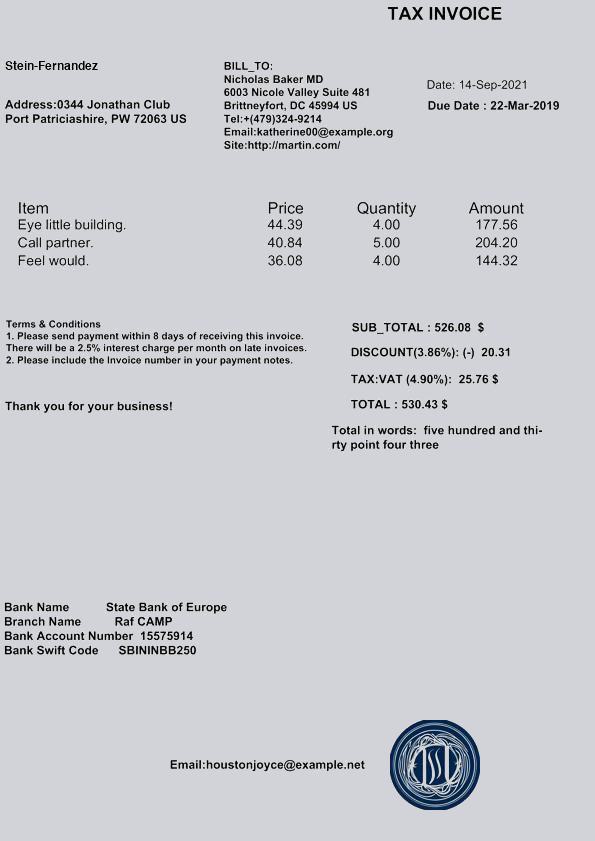 TAX INVOICE
Stein-Fernandez
Address:0344 Jonathan Club
Port Patriciashire, PW 72063 US
BILL_TO:
Nicholas Baker MD
6003 Nicole Valley Suite 481
Brittneyfort, DC 45994 US
Tel:+(479)324-9214
Email:katherine00@example.org
Site:http://martin.com/
Date: 14-Sep-2021
Due Date : 22-Mar-2019
Item Price Quantity Amount
Eye little building. 44.39 4.00 177.56
Call partner. 40.84 5.00 204.20
Feel would. 36.08 4.00 144.32
Terms & Conditions
1. Please send payment within 8 days of receiving this invoice.
There will be a 2.5% interest charge per month on late invoices.
2. Please include the Invoice number in your payment notes.
Thank you for your business!
SUB_TOTAL : 526.08 $
DISCOUNT(3.86%): (-) 20.31
TAX:VAT (4.90%): 25.76 $
TOTAL : 530.43 $
Total in words: five hundred and thi-
rty point four three
Bank Name State Bank of Europe
Branch Name Raf CAMP
Bank Account Number 15575914
Bank Swift Code SBININBB250
Email:houstonjoyce@example.net